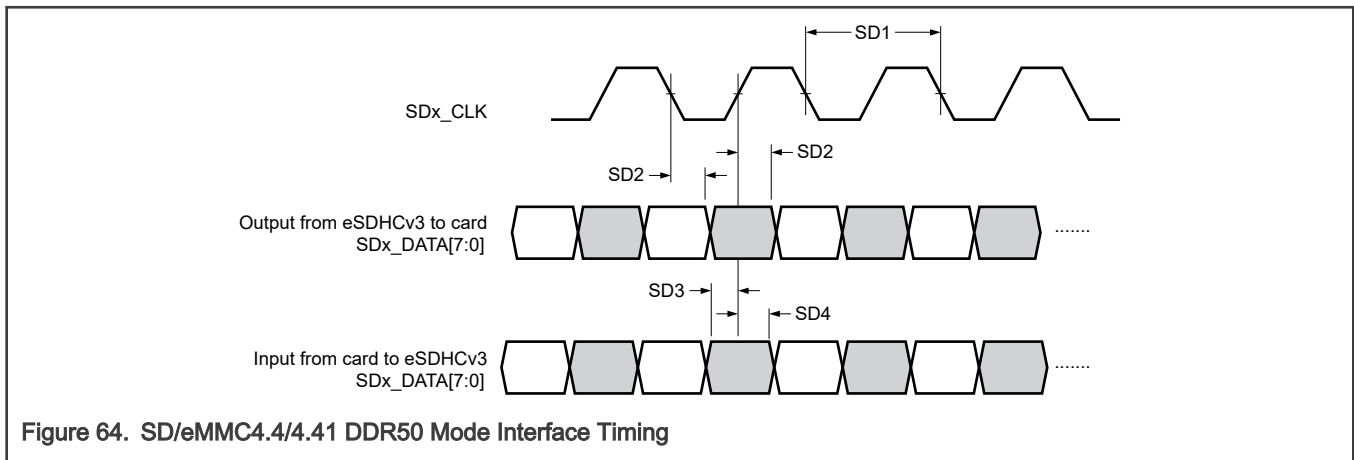 SD1
SDx_CLK
SD2
SD2
Output from eSDHCv3 to card
SDx_DATA[7:0]
.......
SD3
SD4
Input from card to eSDHCv3
SDx_DATA[7:0]
.......
Figure 64. SD/eMMC4.4/4.41 DDR50 Mode Interface Timing